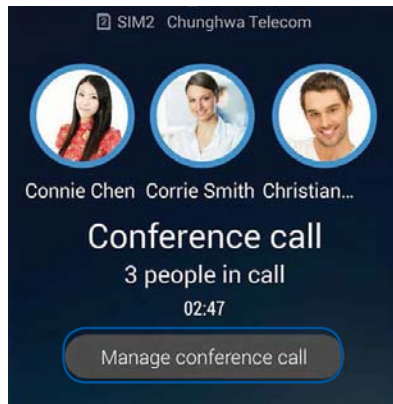 2 SIM2 Chunghwa Telecom
Connie Chen Corrie Smith Christian...
Conference call
3 people in call
02:47
Manage conference call